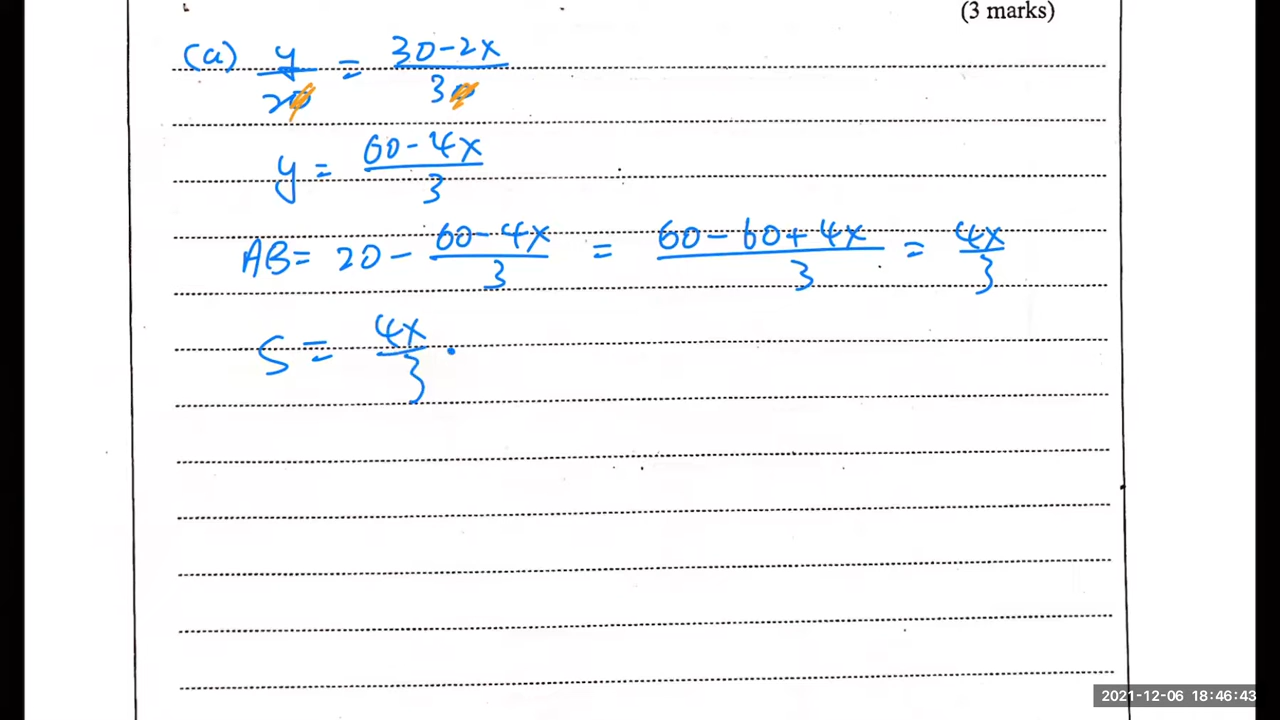 (3 marks)
(a) y/20 = (30-2x)/30
y = (60-4x)/3
AB = 20 - (60-4x)/3 = (60-60+4x)/3 = 4x/3
S = 4x/3 ·
2021-12-06 18:46:43